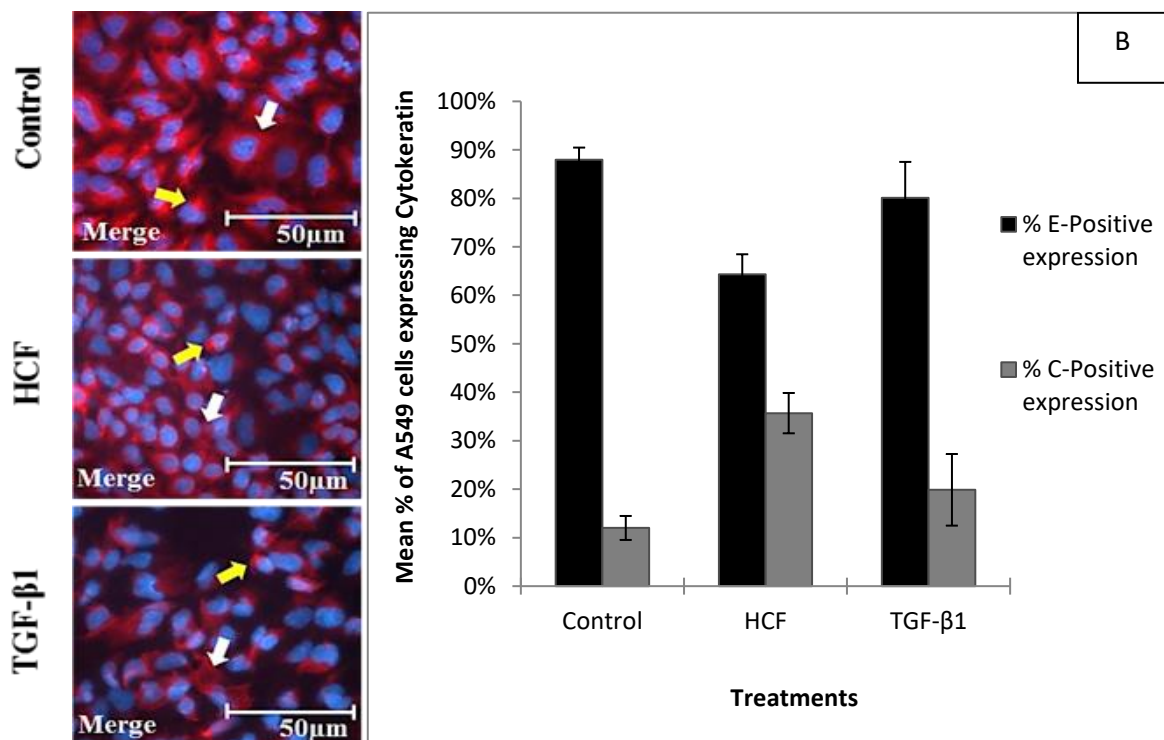 Control
Merge
50µm
HCF
Merge
50µm
TGF-β1
Merge
50µm
B
Mean % of A549 cells expressing Cytokeratin
100%
90%
80%
70%
60%
50%
40%
30%
20%
10%
0%
Control
HCF
TGF-β1
Treatments
% E-Positive
expression
% C-Positive
expression